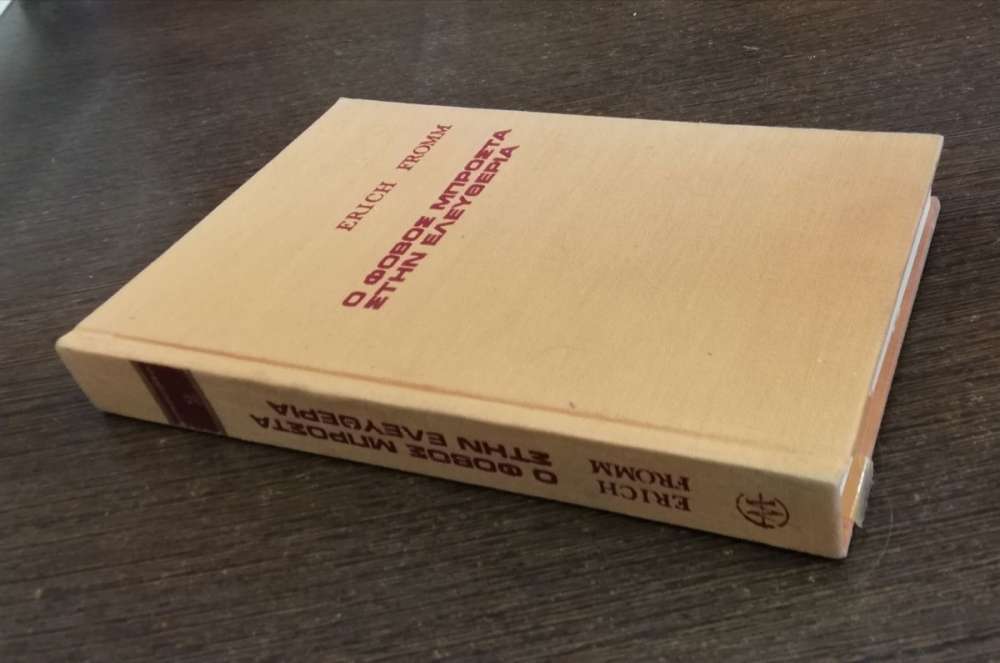 ERICH FROMM
Ο ΦΟΒΟΣ ΜΠΡΟΣΤΑ
ΣΤΗΝ ΕΛΕΥΘΕΡΙΑ
ERICH
FROMM
Ο ΦΟΒΟΣ ΜΠΡΟΣΤΑ
ΣΤΗΝ ΕΛΕΥΘΕΡΙΑ